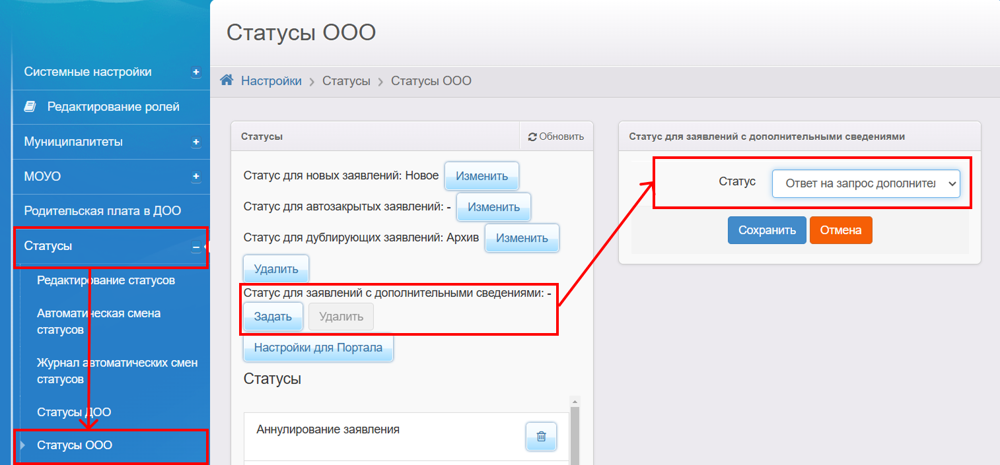 Системные настройки
Редактирование ролей
Муниципалитеты
МОУО
Родительская плата в ДОО
Статусы
Редактирование статусов
Автоматическая смена
статусов
Журнал автоматических смен
статусов
Статусы ДОО
Статусы ООО
Статусы ООО
Настройки > Статусы > Статусы ООО
Статусы
Обновить
Статус для новых заявлений: Новое Изменить
Статус для автозакрытых заявлений: - Изменить
Статус для дублирующих заявлений: Архив Изменить
Удалить
Статус для заявлений с дополнительными сведениями: -
Задать Удалить
Настройки для Портала
Статусы
Аннулирование заявления
Статус для заявлений с дополнительными сведениями
Статус Ответ на запрос дополнител
Сохранить Отмена